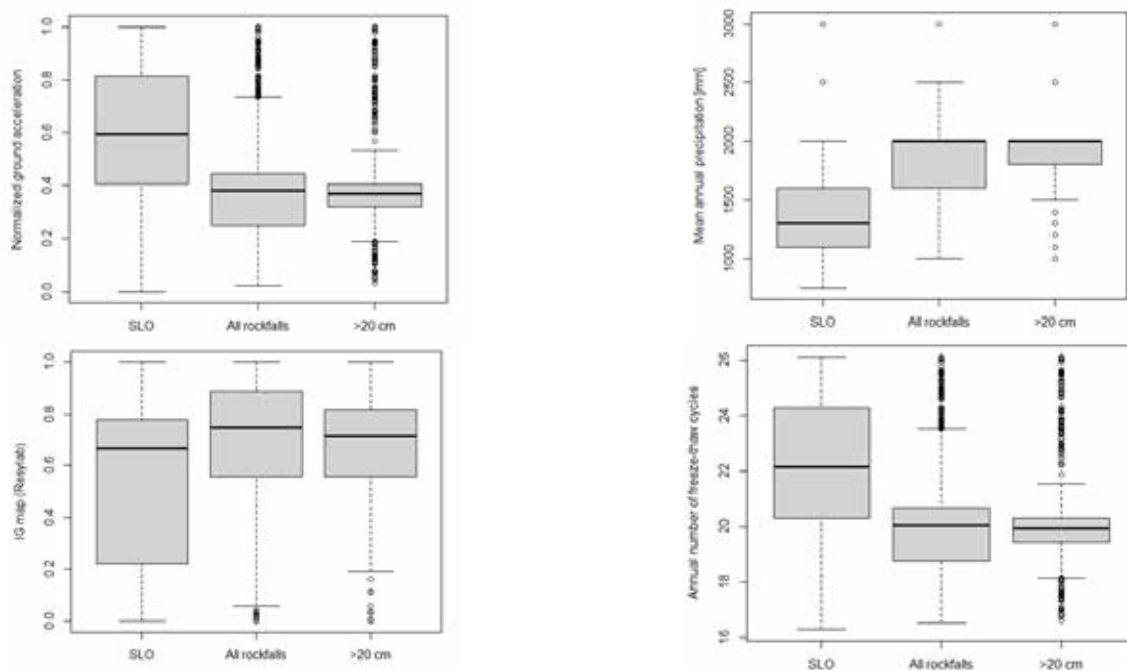 Normalized ground acceleration
1.0
0.8
0.6
0.4
0.2
0.0
SLO All rockfalls >20 cm
Mean annual precipitation [mm]
3000
2500
2000
1500
1000
SLO All rockfalls >20 cm
IG map (Resylab)
1.0
0.8
0.6
0.4
0.2
0.0
SLO All rockfalls >20 cm
Annual number of freeze-thaw cycles
26
24
22
20
18
16
SLO All rockfalls >20 cm